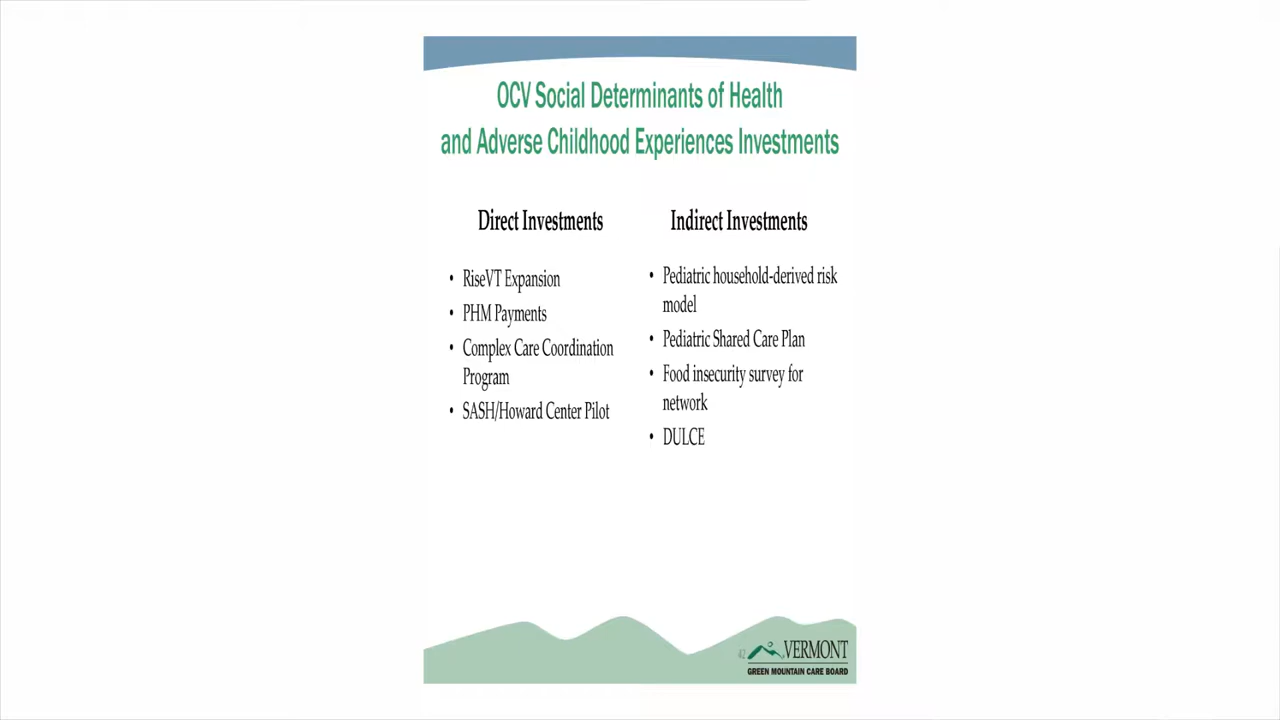 OCV Social Determinants of Health
and Adverse Childhood Experiences Investments
Direct Investments
• RiseVT Expansion
• PHM Payments
• Complex Care Coordination
Program
• SASH/Howard Center Pilot
Indirect Investments
• Pediatric household-derived risk
model
• Pediatric Shared Care Plan
• Food insecurity survey for
network
• DULCE
42
VERMONT
GREEN MOUNTAIN CARE BOARD